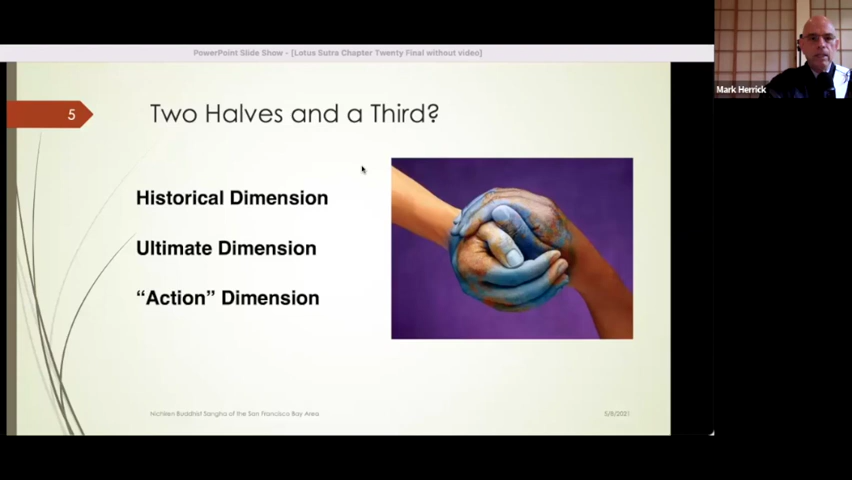 PowerPoint Slide Show - [Lotus Sutra Chapter Twenty Final without video]
5
Two Halves and a Third?
Historical Dimension
Ultimate Dimension
“Action” Dimension
Nichiren Buddhist Sangha of the San Francisco Bay Area
5/8/2021
Mark Herrick